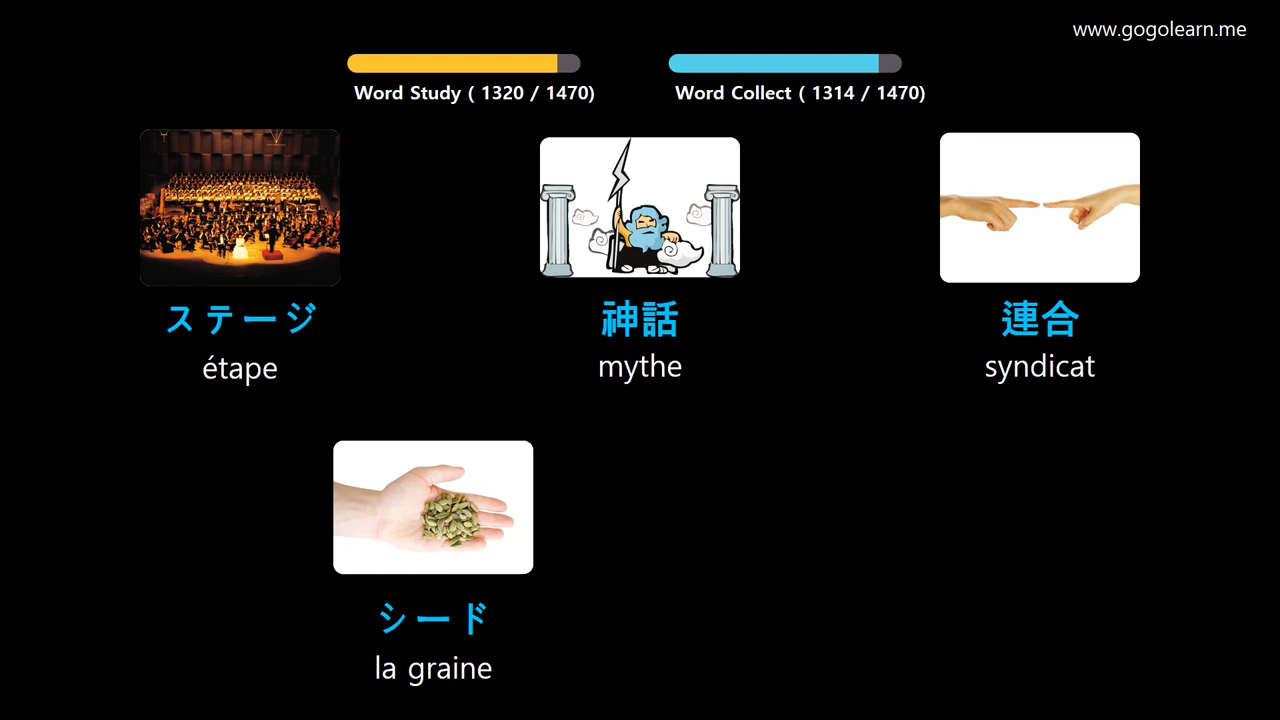 www.gogolearn.me
Word Study ( 1320 / 1470)
Word Collect ( 1314 / 1470)
ステージ
神話
連合
étape
mythe
syndicat
シード
la graine